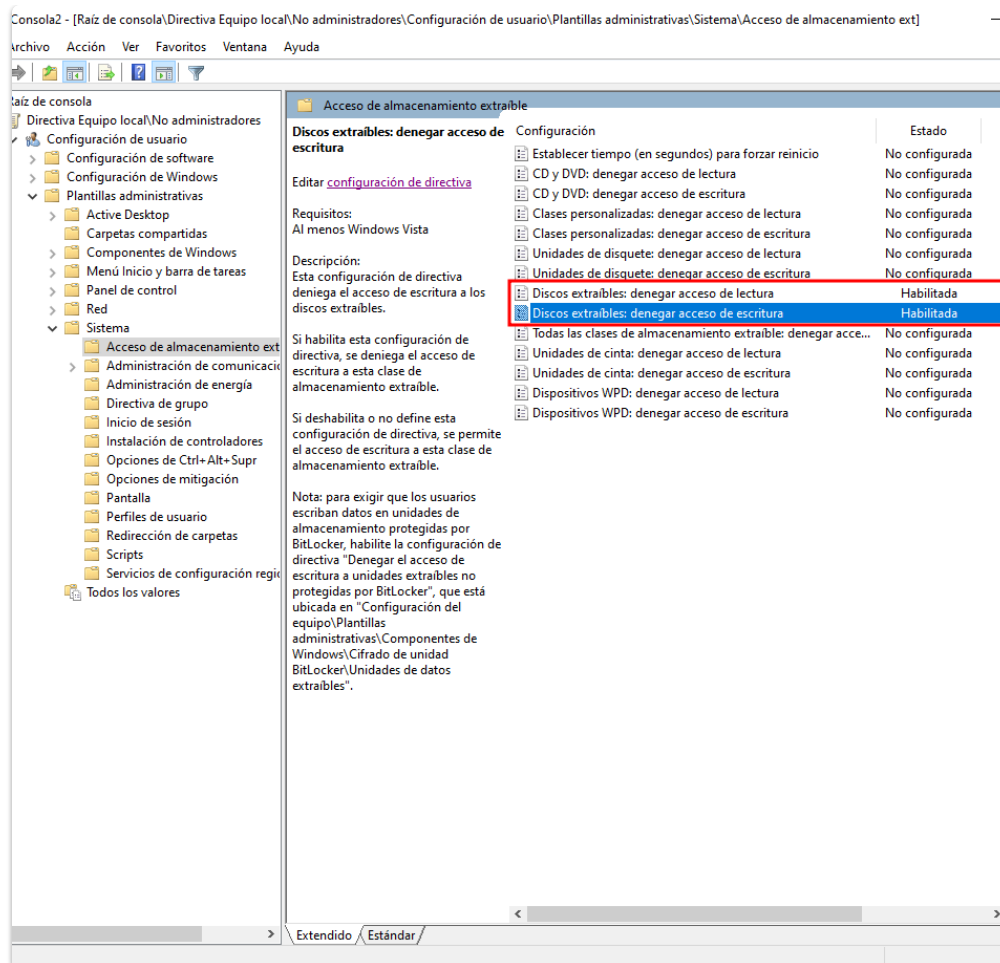 Consola2 - [Raíz de consola\Directiva Equipo local\No administradores\Configuración de usuario\Plantillas administrativas\Sistema\Acceso de almacenamiento ext]
Archivo Acción Ver Favoritos Ventana Ayuda
Raíz de consola
Directiva Equipo local\No administradores
Configuración de usuario
Configuración de software
Configuración de Windows
Plantillas administrativas
Active Desktop
Carpetas compartidas
Componentes de Windows
Menú Inicio y barra de tareas
Panel de control
Red
Sistema
Acceso de almacenamiento ext
Administración de comunicacio
Administración de energía
Directiva de grupo
Inicio de sesión
Instalación de controladores
Opciones de Ctrl+Alt+Supr
Opciones de mitigación
Pantalla
Perfiles de usuario
Redirección de carpetas
Scripts
Servicios de configuración regio
Todos los valores
Acceso de almacenamiento extraíble
Discos extraíbles: denegar acceso de
escritura
Editar configuración de directiva
Requisitos:
Al menos Windows Vista
Descripción:
Esta configuración de directiva
deniega el acceso de escritura a los
discos extraíbles.
Si habilita esta configuración de
directiva, se deniega el acceso de
escritura a esta clase de
almacenamiento extraíble.
Si deshabilita o no define esta
configuración de directiva, se permite
el acceso de escritura a esta clase de
almacenamiento extraíble.
Nota: para exigir que los usuarios
escriban datos en unidades de
almacenamiento protegidas por
BitLocker, habilite la configuración de
directiva "Denegar el acceso de
escritura a unidades extraíbles no
protegidas por BitLocker", que está
ubicada en "Configuración del
equipo\Plantillas
administrativas\Componentes de
Windows\Cifrado de unidad
BitLocker\Unidades de datos
extraíbles".
Configuración Estado
Establecer tiempo (en segundos) para forzar reinicio No configurada
CD y DVD: denegar acceso de lectura No configurada
CD y DVD: denegar acceso de escritura No configurada
Clases personalizadas: denegar acceso de lectura No configurada
Clases personalizadas: denegar acceso de escritura No configurada
Unidades de disquete: denegar acceso de lectura No configurada
Unidades de disquete: denegar acceso de escritura No configurada
Discos extraíbles: denegar acceso de lectura Habilitada
Discos extraíbles: denegar acceso de escritura Habilitada
Todas las clases de almacenamiento extraíble: denegar acce... No configurada
Unidades de cinta: denegar acceso de lectura No configurada
Unidades de cinta: denegar acceso de escritura No configurada
Dispositivos WPD: denegar acceso de lectura No configurada
Dispositivos WPD: denegar acceso de escritura No configurada
Extendido Estándar